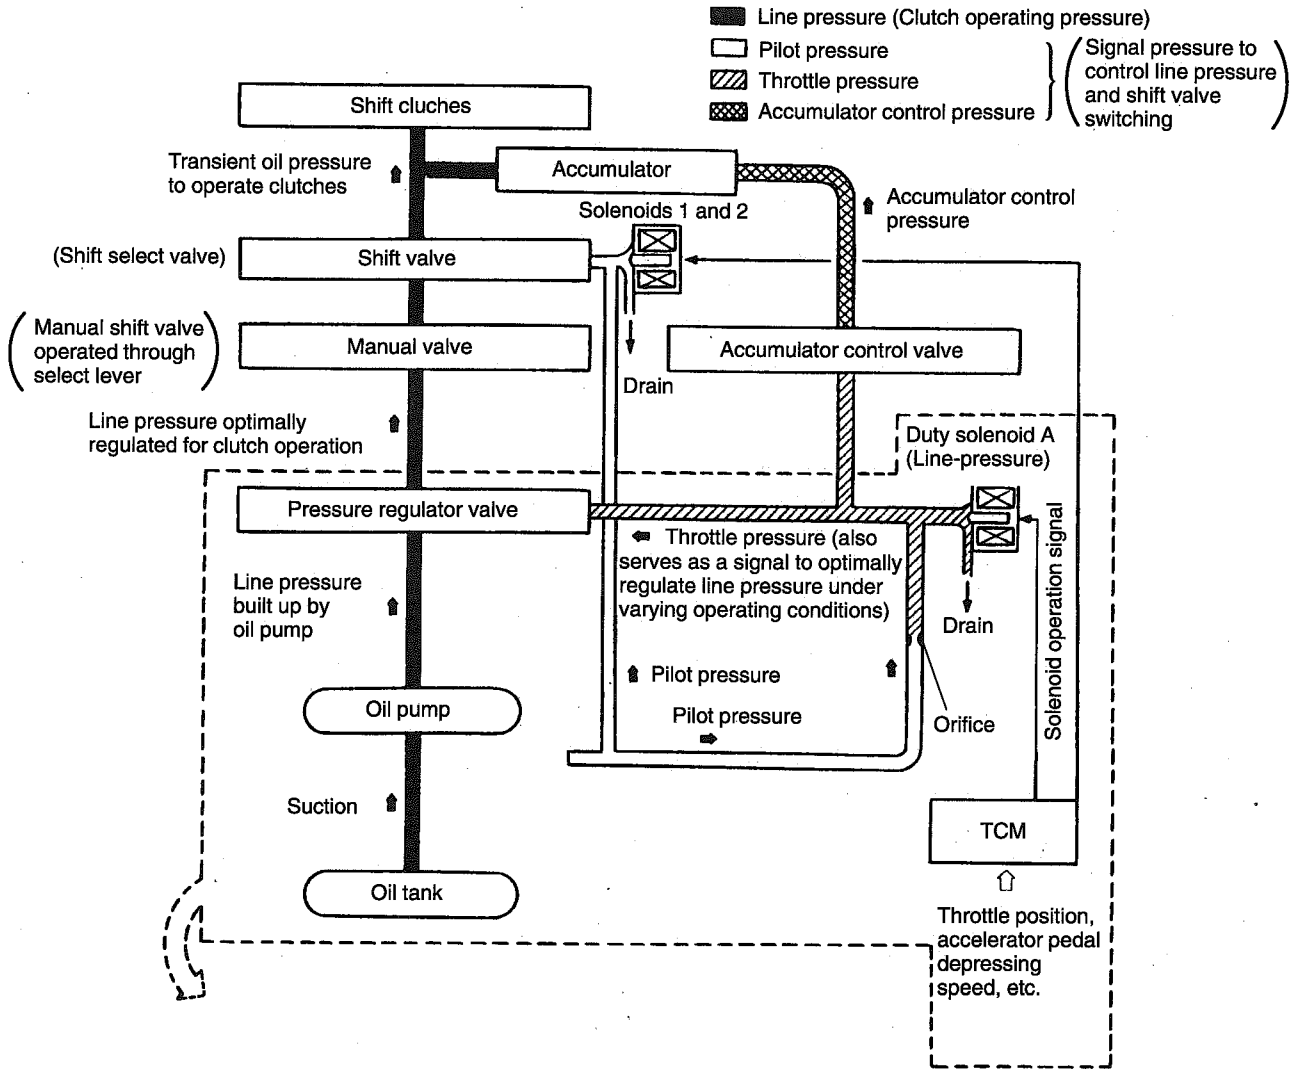 Line pressure (Clutch operating pressure)
Pilot pressure
Throttle pressure
Accumulator control pressure
Signal pressure to
control line pressure
and shift valve
switching
Shift cluches
Transient oil pressure
to operate clutches
Accumulator
Accumulator control
pressure
Solenoids 1 and 2
(Shift select valve)
Shift valve
Manual shift valve
operated through
select lever
Manual valve
Accumulator control valve
Drain
Line pressure optimally
regulated for clutch operation
Duty solenoid A
(Line-pressure)
Pressure regulator valve
Throttle pressure (also
serves as a signal to optimally
regulate line pressure under
varying operating conditions)
Line pressure
built up by
oil pump
Drain
Solenoid operation signal
Pilot pressure
Pilot pressure
Orifice
Oil pump
Suction
TCM
Oil tank
Throttle position,
accelerator pedal
depressing
speed, etc.